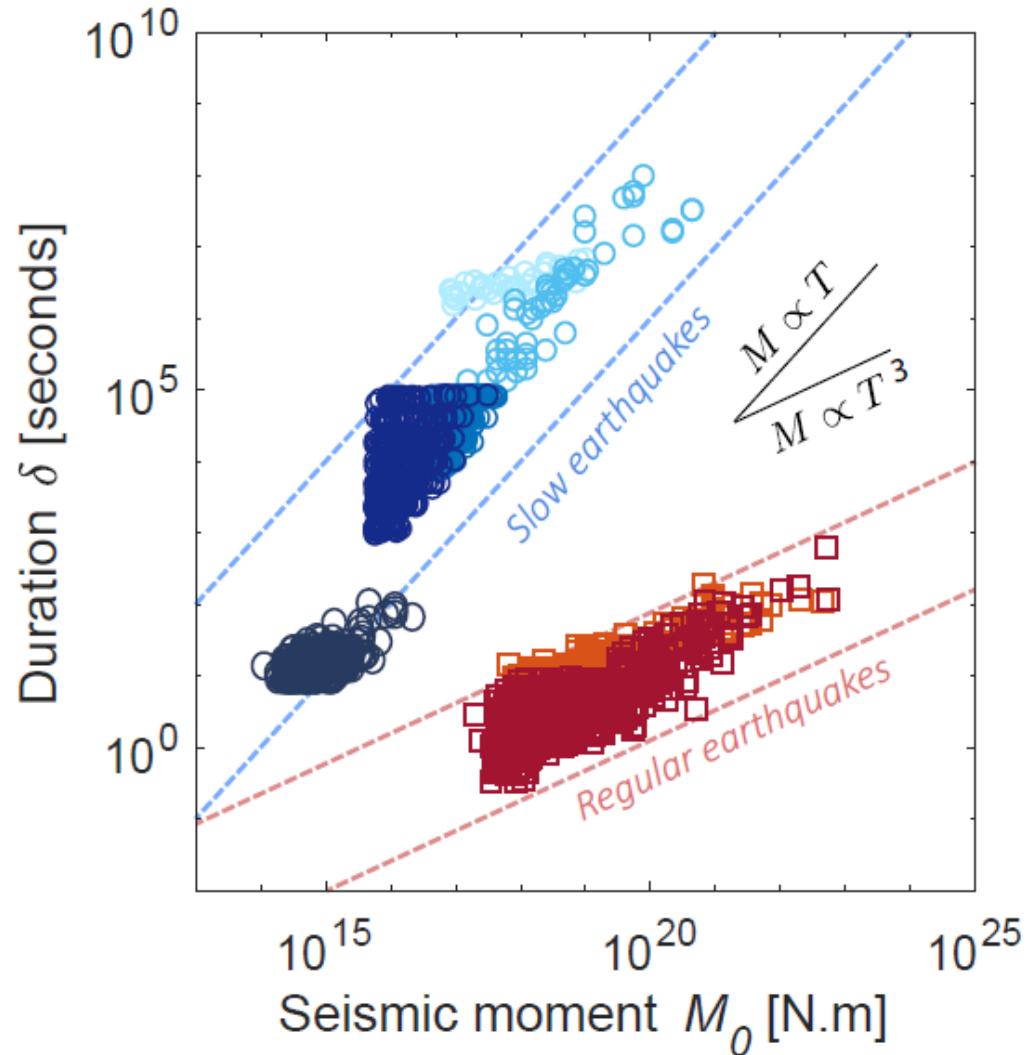 10^10
10^5
10^0
Duration δ [seconds]
Slow earthquakes
M ∝ T
M ∝ T^3
Regular earthquakes
10^15
10^20
10^25
Seismic moment M_0 [N.m]